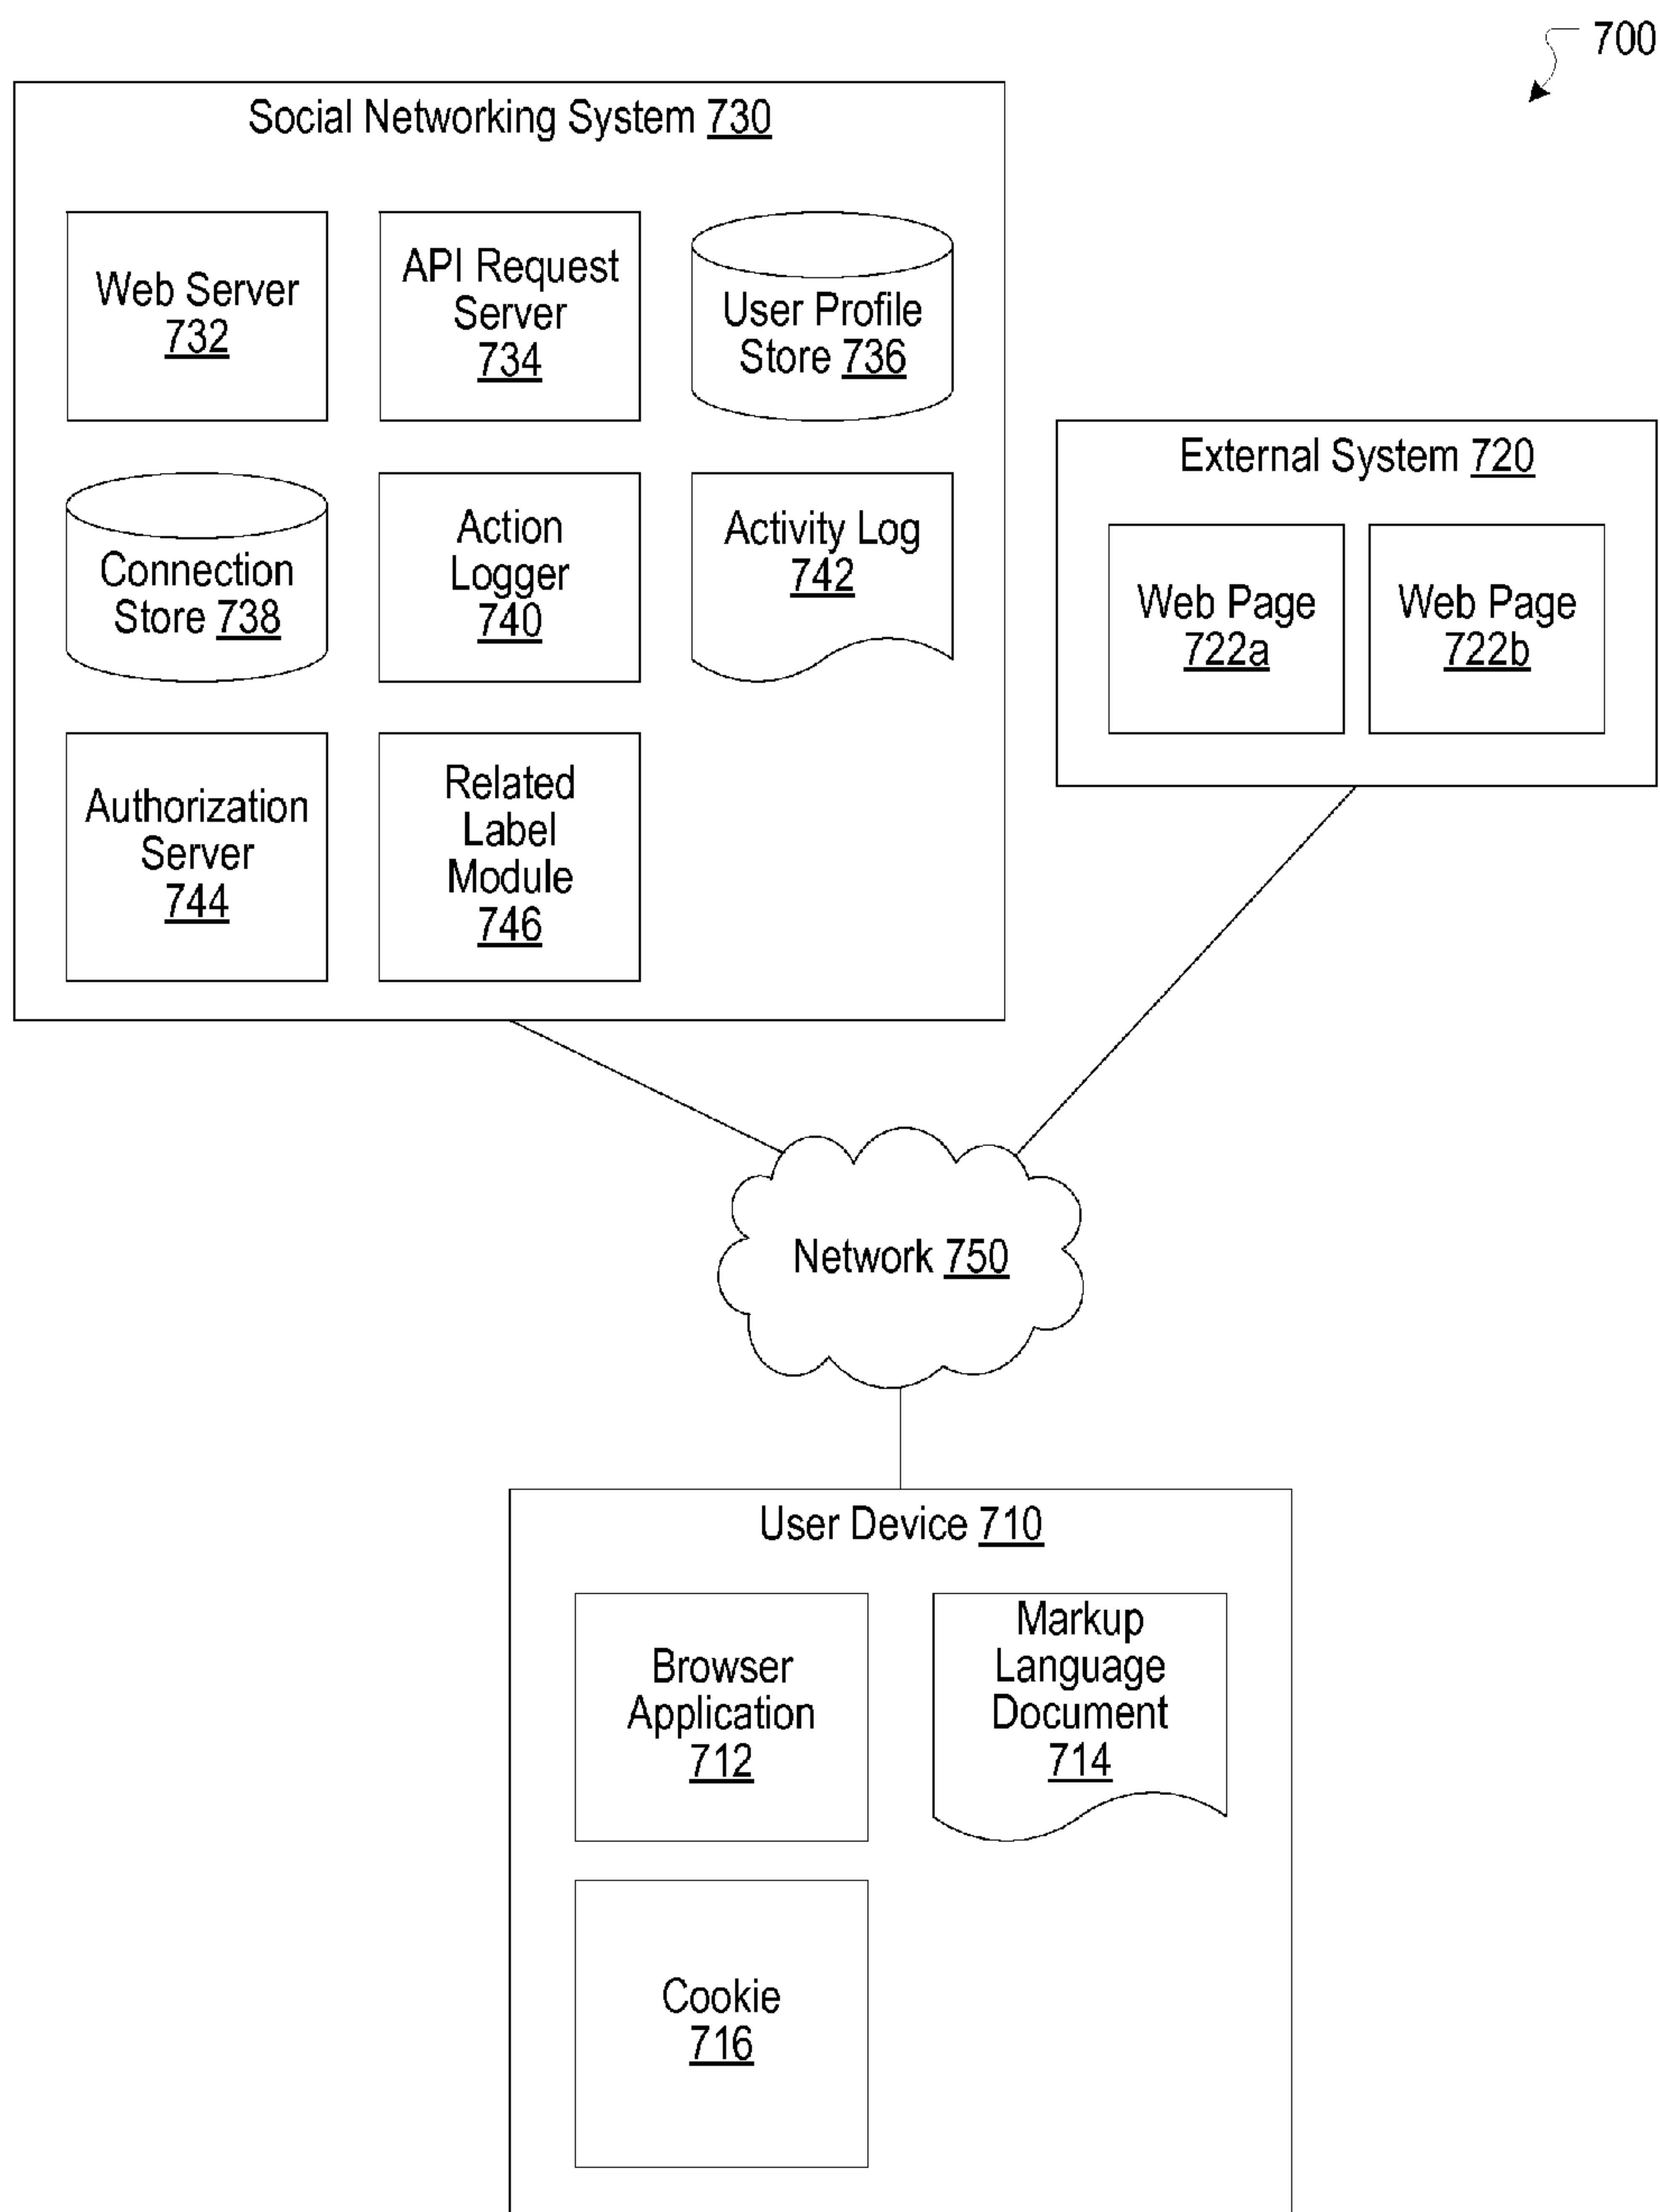 700
Social Networking System 730
Web Server
732
API Request
Server
734
User Profile
Store 736
Connection
Store 738
Action
Logger
740
Activity Log
742
Authorization
Server
744
Related
Label
Module
746
External System 720
Web Page
722a
Web Page
722b
Network 750
User Device 710
Browser
Application
712
Markup
Language
Document
714
Cookie
716